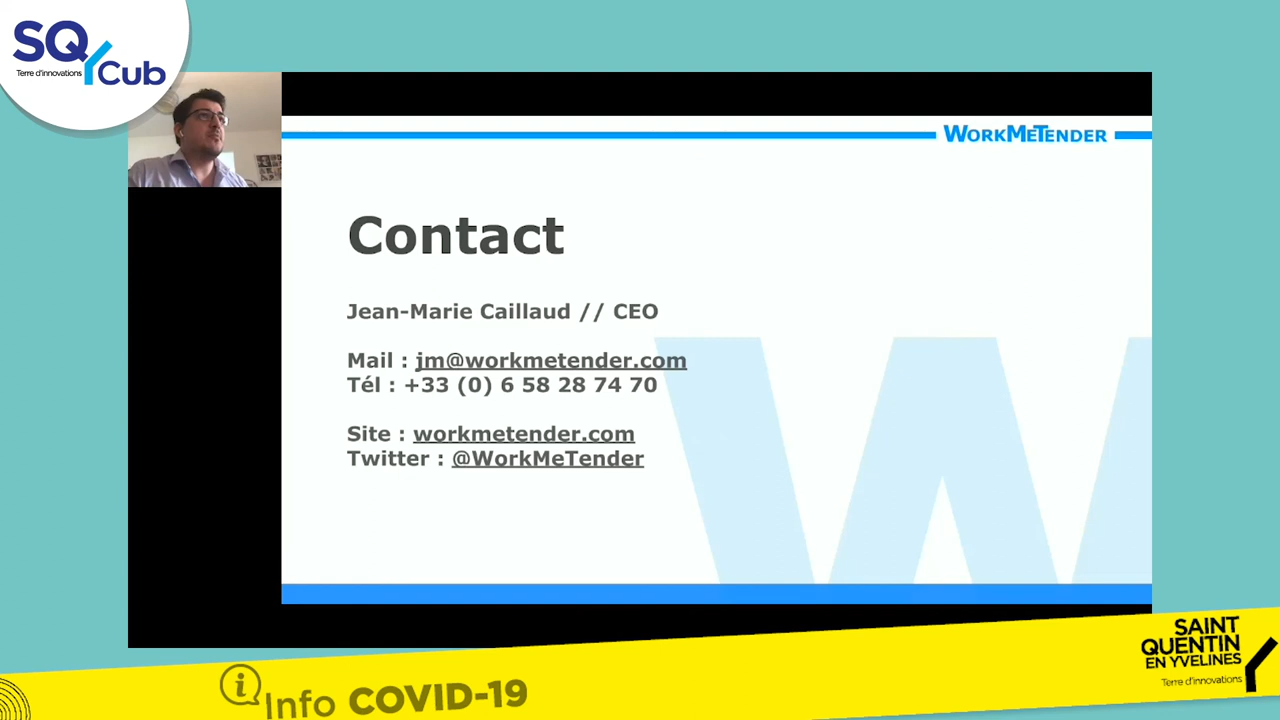 SQY Cub
Terre d'innovations
WORKMETENDER
Contact
Jean-Marie Caillaud // CEO
Mail : jm@workmetender.com
Tél : +33 (0) 6 58 28 74 70
Site : workmetender.com
Twitter : @WorkMeTender
SAINT
QUENTIN
EN YVELINES
Terre d'innovations
i Info COVID-19